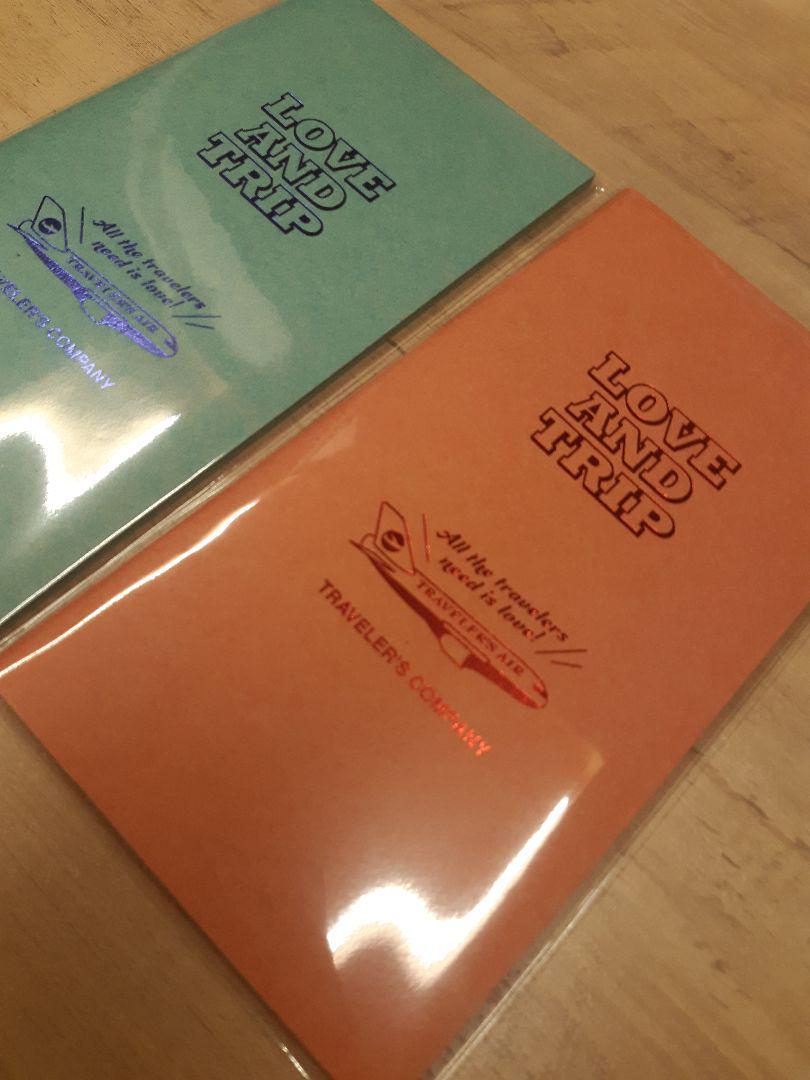 LOVE
AND
TRIP
All the travelers
need is love!
TRAVELER'S AIR
VELER'S COMPANY
LOVE
AND
TRIP
All the travelers
need is love!
TRAVELER'S AIR
TRAVELER'S COMPANY